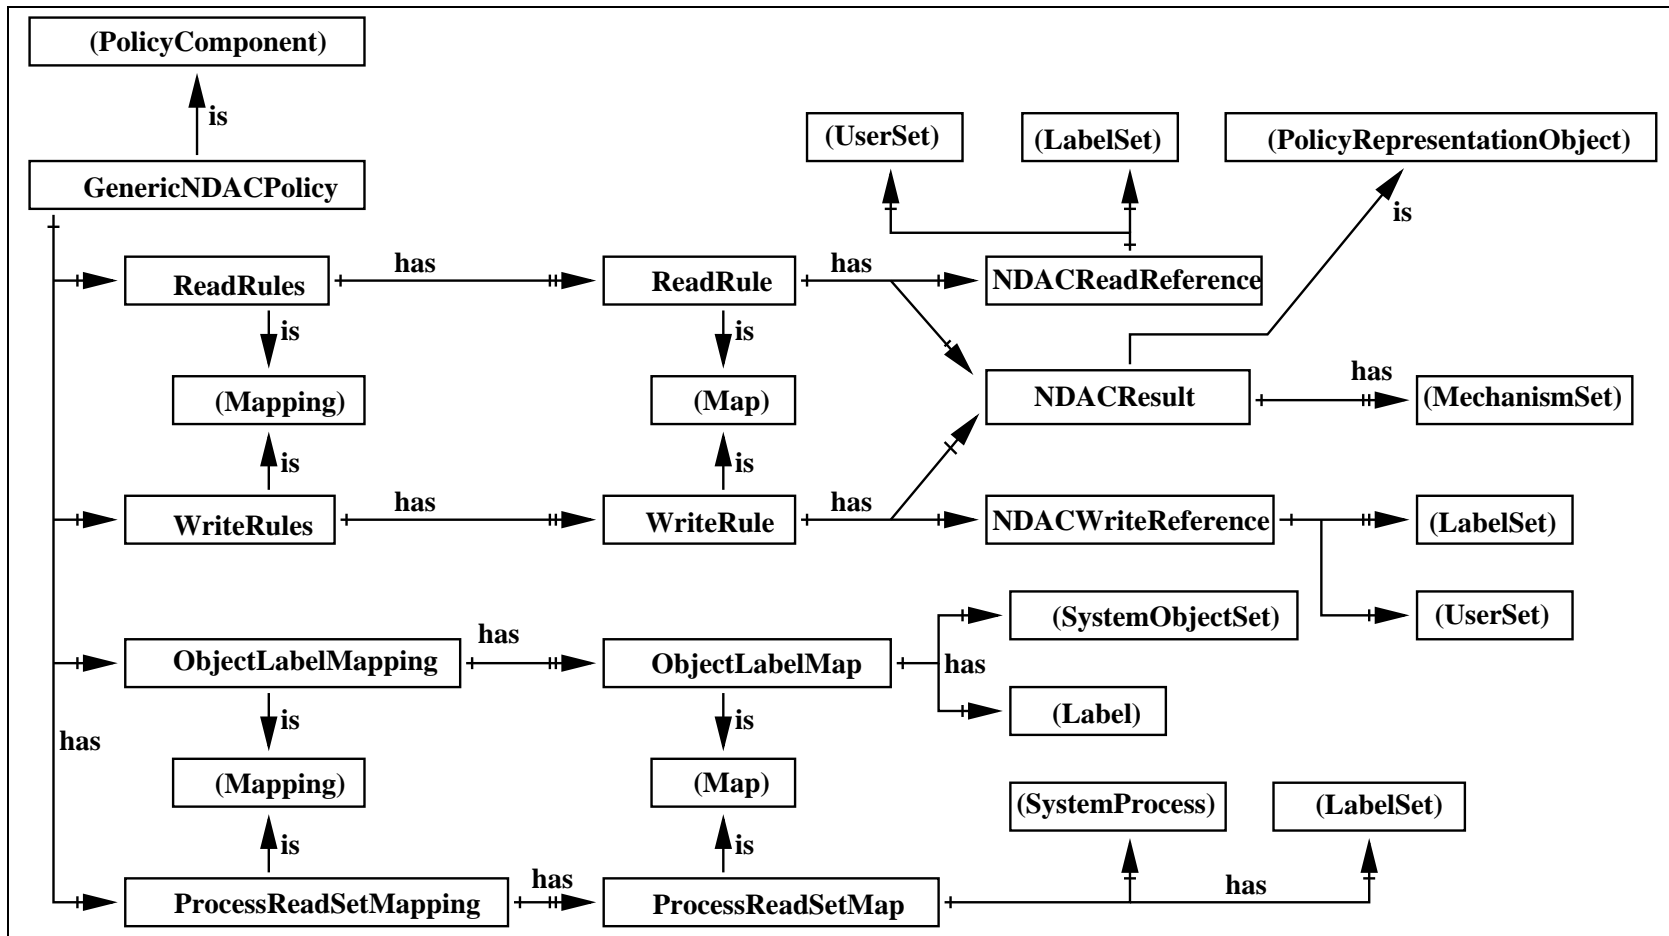 (PolicyComponent)
is
(UserSet)
(LabelSet)
(PolicyRepresentationObject)
GenericNDACPolicy
is
has
has
ReadRules
ReadRule
NDACReadReference
is
is
has
(Mapping)
(Map)
NDACResult
(MechanismSet)
is
is
has
has
WriteRules
WriteRule
NDACWriteReference
(LabelSet)
(SystemObjectSet)
(UserSet)
has
ObjectLabelMapping
ObjectLabelMap
has
is
is
(Label)
has
(Mapping)
(Map)
(SystemProcess)
(LabelSet)
is
is
has
has
ProcessReadSetMapping
ProcessReadSetMap